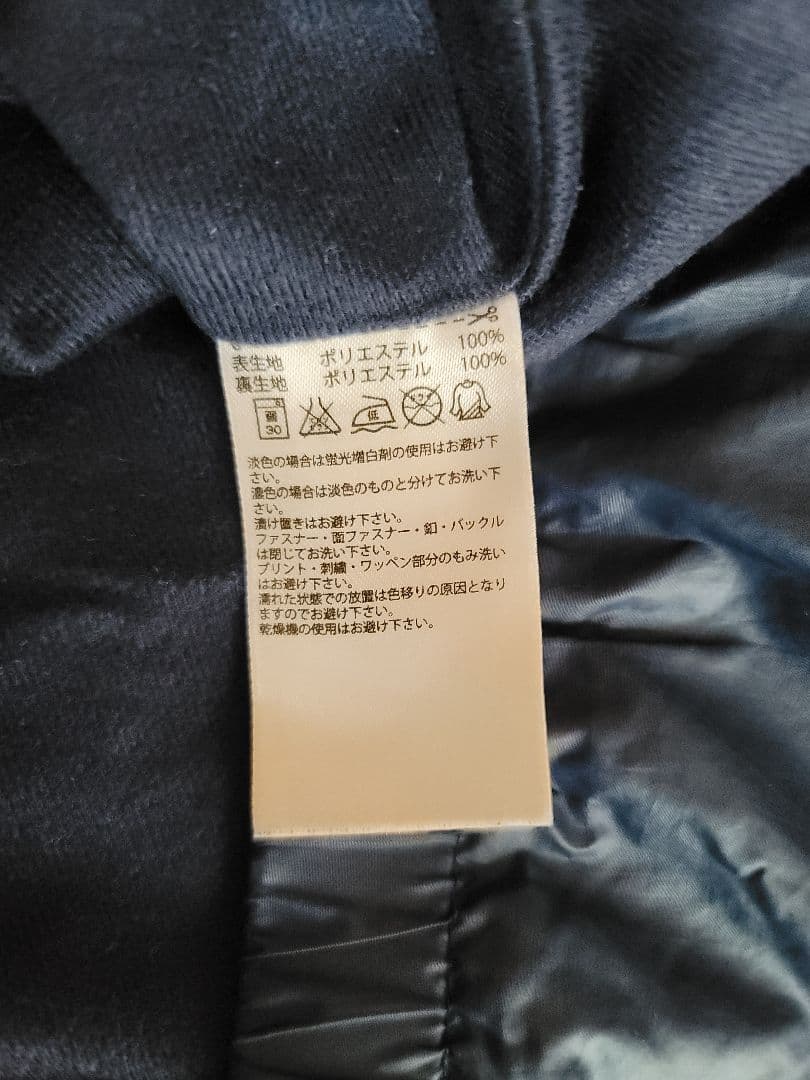 表生地 ポリエステル 100%
裏生地 ポリエステル 100%
弱 30 低
淡色の場合は蛍光増白剤の使用はお避け下
さい。
濃色の場合は淡色のものと分けてお洗い下
さい。
漬け置きはお避け下さい。
ファスナー・面ファスナー・釦・バックル
は閉じてお洗い下さい。
プリント・刺繍・ワッペン部分のもみ洗い
はお避け下さい。
濡れた状態での放置は色移りの原因となり
ますのでお避け下さい。
乾燥機の使用はお避け下さい。